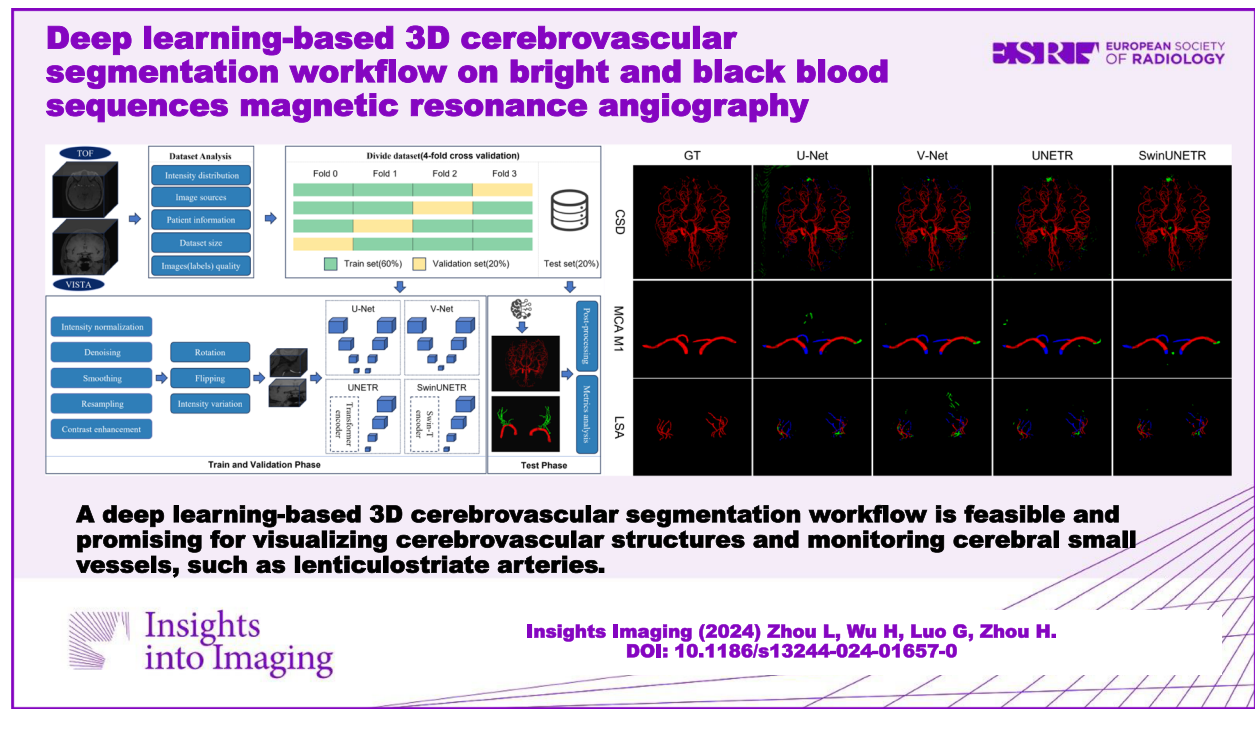 Deep learning-based 3D cerebrovascular
segmentation workflow on bright and black blood
sequences magnetic resonance angiography
EUROPEAN SOCIETY
OF RADIOLOGY
TOF
VISTA
Dataset Analysis
Intensity distribution
Image sources
Patient information
Dataset size
Images(labels) quality
Divide dataset(4-fold cross validation)
Fold 0 Fold 1 Fold 2 Fold 3
Train set(60%) Validation set(20%) Test set(20%)
Intensity normalization
Denoising
Smoothing
Resampling
Contrast enhancement
Rotation
Flipping
Intensity variation
U-Net V-Net
UNETR SwinUNETR
Transformer
encoder
Swin-T
encoder
Train and Validation Phase
Post-processing
Metrics analysis
Test Phase
GT U-Net V-Net UNETR SwinUNETR
CSD
MCA M1
LSA
A deep learning-based 3D cerebrovascular segmentation workflow is feasible and
promising for visualizing cerebrovascular structures and monitoring cerebral small
vessels, such as lenticulostriate arteries.
Insights
into Imaging
Insights Imaging (2024) Zhou L, Wu H, Luo G, Zhou H.
DOI: 10.1186/s13244-024-01657-0